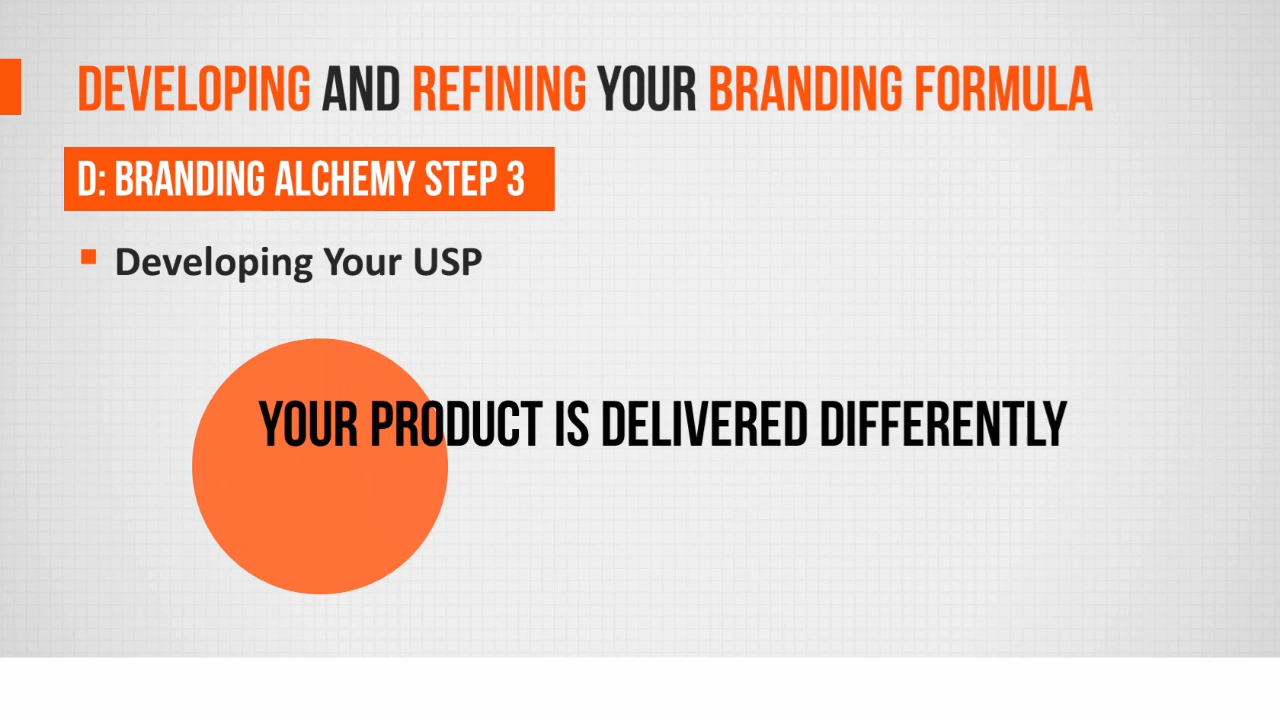 DEVELOPING AND REFINING YOUR BRANDING FORMULA
D: BRANDING ALCHEMY STEP 3
Developing Your USP
YOUR PRODUCT IS DELIVERED DIFFERENTLY